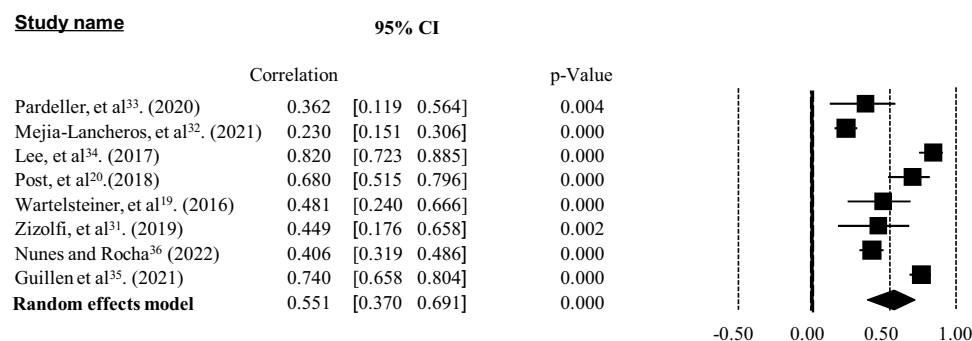 Study name 95% CI
Correlation p-Value
Pardeller, et al³³. (2020) 0.362 [0.119 0.564] 0.004
Mejia-Lancheros, et al³². (2021) 0.230 [0.151 0.306] 0.000
Lee, et al³⁴. (2017) 0.820 [0.723 0.885] 0.000
Post, et al²⁰.(2018) 0.680 [0.515 0.796] 0.000
Wartelsteiner, et al¹⁹. (2016) 0.481 [0.240 0.666] 0.000
Zizolfi, et al³¹. (2019) 0.449 [0.176 0.658] 0.002
Nunes and Rocha³⁶ (2022) 0.406 [0.319 0.486] 0.000
Guillen et al³⁵. (2021) 0.740 [0.658 0.804] 0.000
Random effects model 0.551 [0.370 0.691] 0.000
-0.50 0.00 0.50 1.00